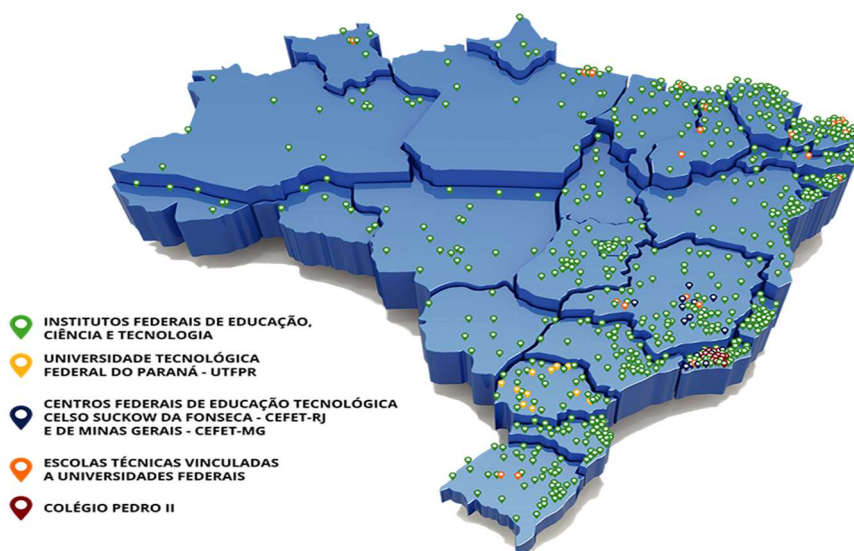 INSTITUTOS FEDERAIS DE EDUCAÇÃO,
CIÊNCIA E TECNOLOGIA
UNIVERSIDADE TECNOLÓGICA
FEDERAL DO PARANÁ - UTFPR
CENTROS FEDERAIS DE EDUCAÇÃO TECNOLÓGICA
CELSO SUCKOW DA FONSECA - CEFET-RJ
E DE MINAS GERAIS - CEFET-MG
ESCOLAS TÉCNICAS VINCULADAS
A UNIVERSIDADES FEDERAIS
COLÉGIO PEDRO II